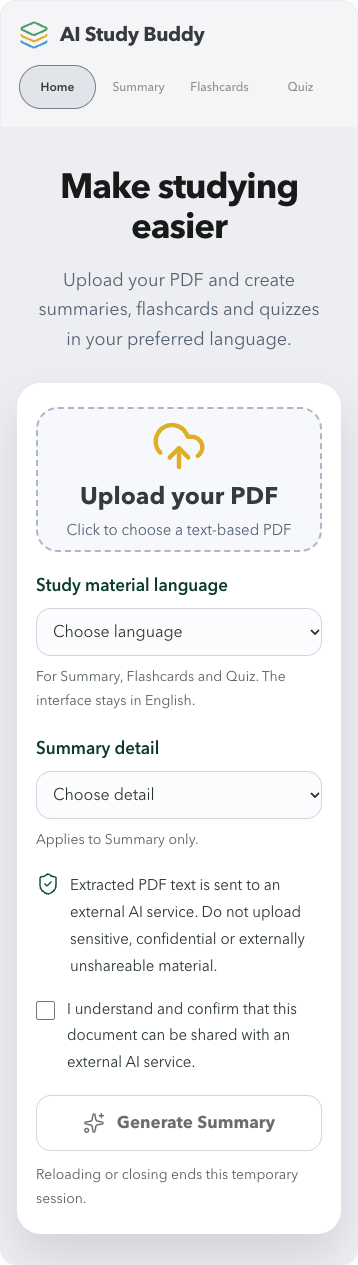 AI Study Buddy
Home
Summary
Flashcards
Quiz
Make studying
easier
Upload your PDF and create
summaries, flashcards and quizzes
in your preferred language.
Upload your PDF
Click to choose a text-based PDF
Study material language
Choose language
For Summary, Flashcards and Quiz. The
interface stays in English.
Summary detail
Choose detail
Applies to Summary only.
Extracted PDF text is sent to an
external AI service. Do not upload
sensitive, confidential or externally
unshareable material.
I understand and confirm that this
document can be shared with an
external AI service.
Generate Summary
Reloading or closing ends this temporary
session.